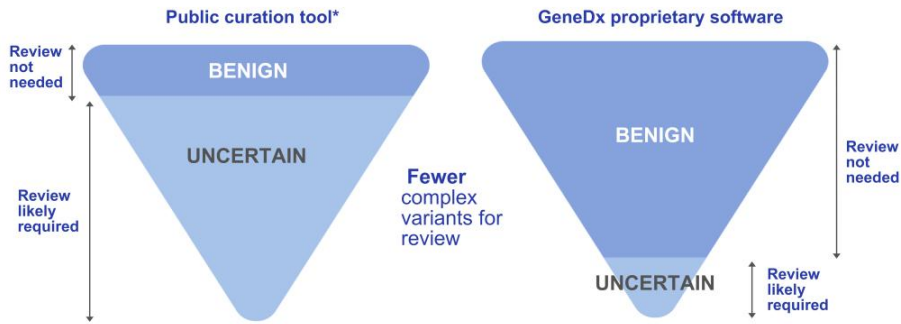 Public curation tool*
Review
not
needed
BENIGN
UNCERTAIN
Review
likely
required
Fewer
complex
variants for
review
GeneDx proprietary software
BENIGN
Review
not
needed
UNCERTAIN
Review
likely
required